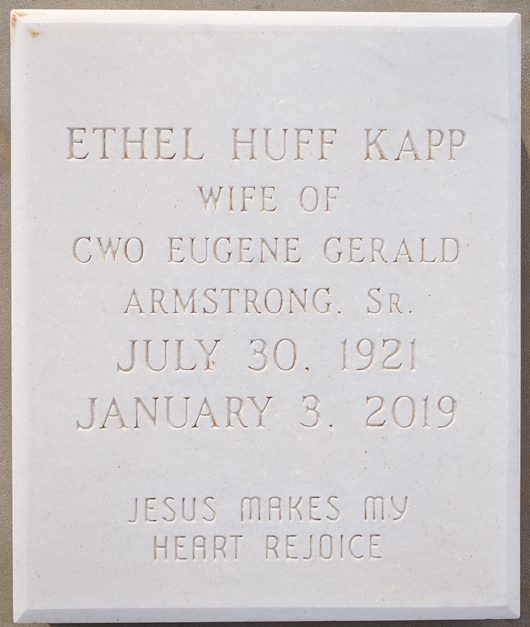 ETHEL HUFF KAPP
WIFE OF
CWO EUGENE GERALD
ARMSTRONG, SR.
JULY 30, 1921
JANUARY 3, 2019
JESUS MAKES MY
HEART REJOICE